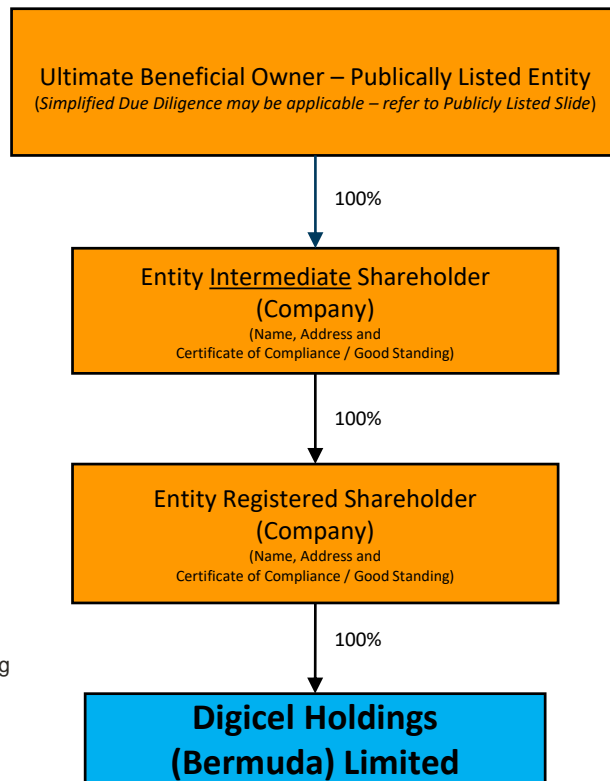 Ultimate Beneficial Owner – Publically Listed Entity
(Simplified Due Diligence may be applicable – refer to Publicly Listed Slide)
100%
Entity Intermediate Shareholder
(Company)
(Name, Address and
Certificate of Compliance / Good Standing)
100%
Entity Registered Shareholder
(Company)
(Name, Address and
Certificate of Compliance / Good Standing)
100%
g
Digicel Holdings
(Bermuda) Limited